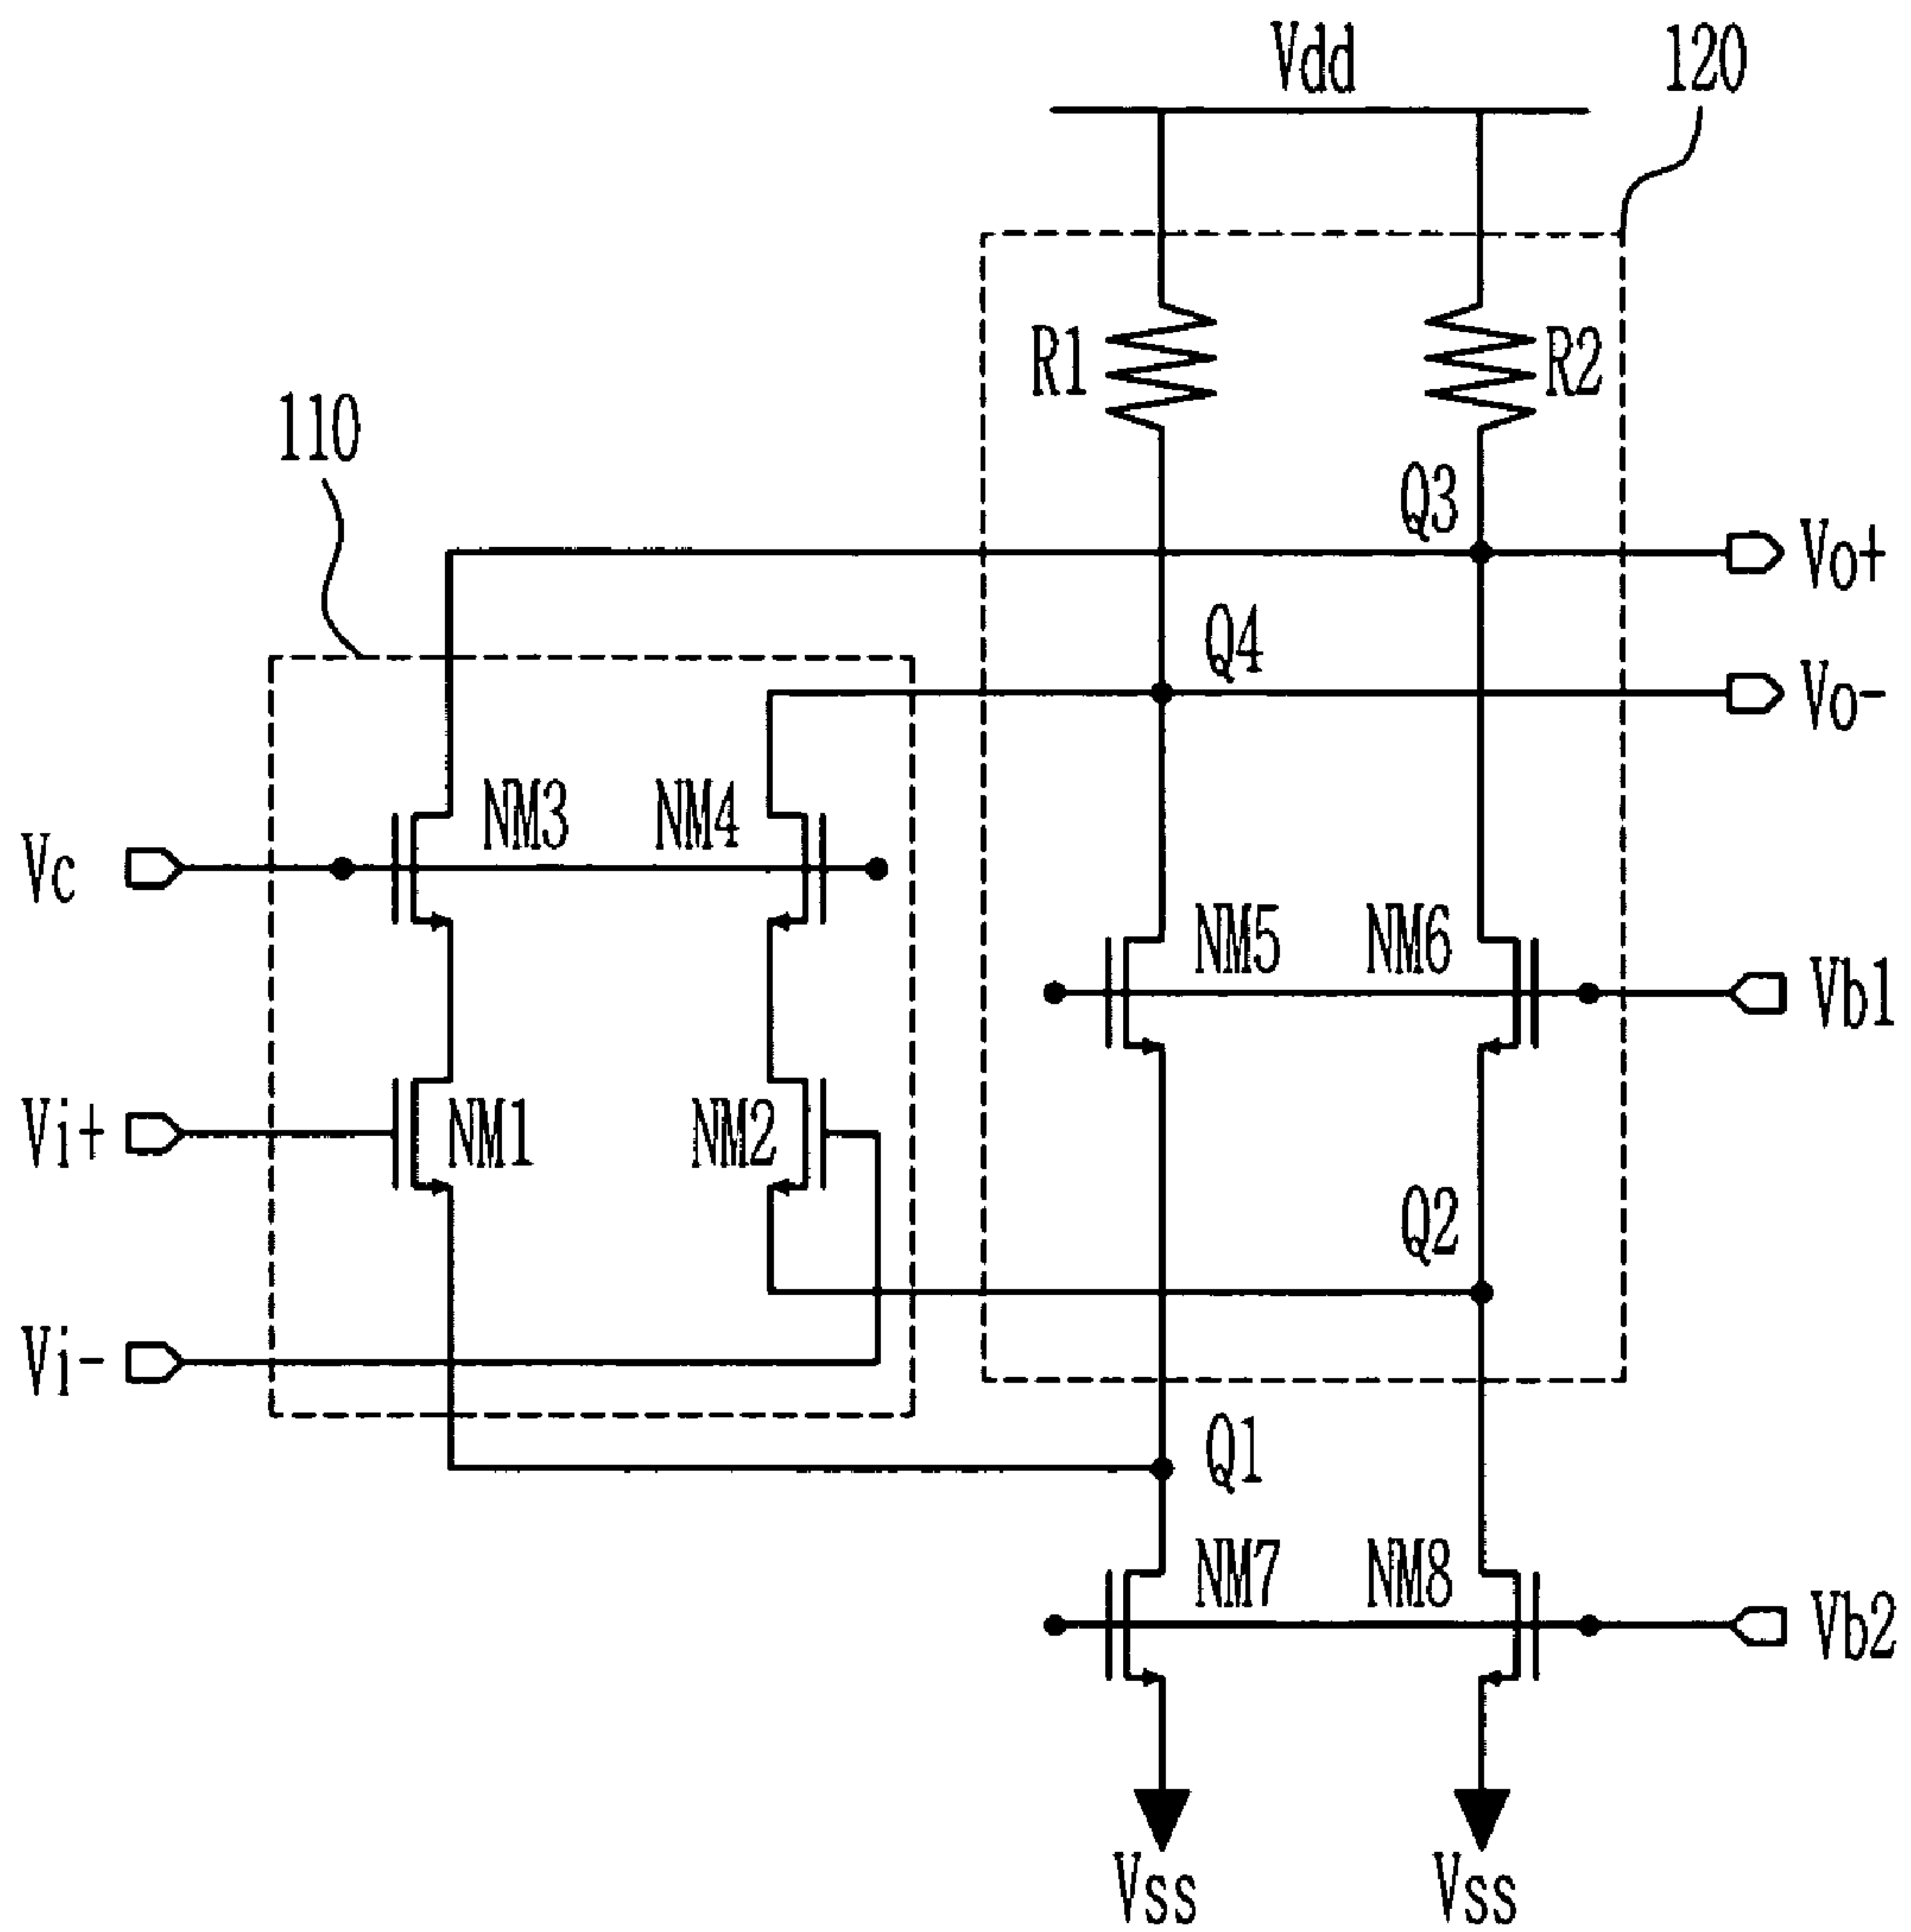 Vdd
120
R1
R2
110
Q3
Vo+
Q4
Vo-
NM3
NM4
Vc
NM5
NM6
Vb1
Vi+
NM1
NM2
Q2
Vi-
Q1
NM7
NM8
Vb2
Vss
Vss